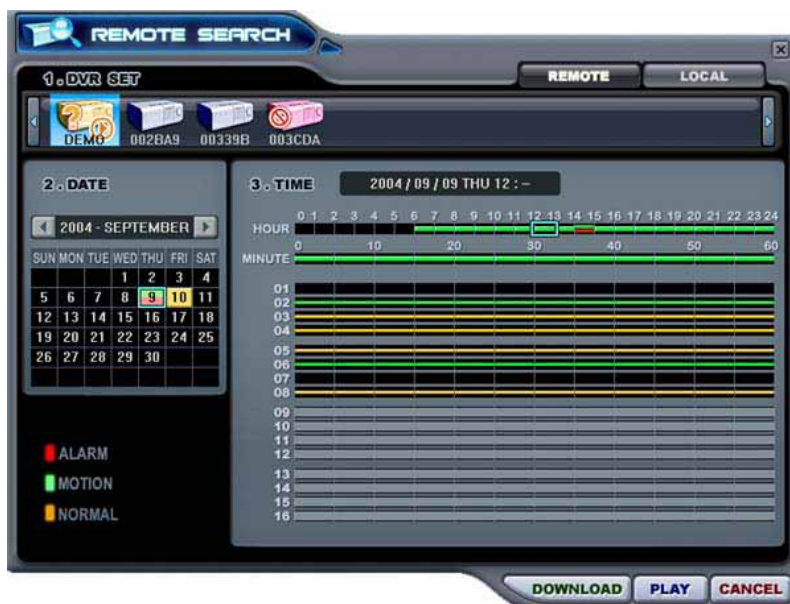 REMOTE SEARCH
1. DVR SET
REMOTE LOCAL
DEMO 002BA9 00339B 003CDA
2. DATE
2004 - SEPTEMBER
SUN MON TUE WED THU FRI SAT
1 2 3 4
5 6 7 8 9 10 11
12 13 14 15 16 17 18
19 20 21 22 23 24 25
26 27 28 29 30
ALARM
MOTION
NORMAL
3. TIME 2004 / 09 / 09 THU 12 : –
0 1 2 3 4 5 6 7 8 9 10 11 12 13 14 15 16 17 18 19 20 21 22 23 24
HOUR
0 10 20 30 40 50 60
MINUTE
01
02
03
04
05
06
07
08
09
10
11
12
13
14
15
16
DOWNLOAD PLAY CANCEL